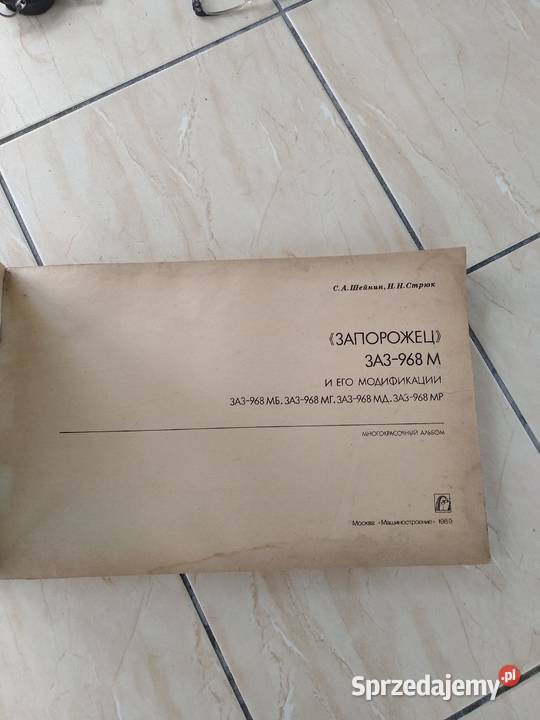 С. А. Шейнин, Н. Н. Стрюк
«ЗАПОРОЖЕЦ»
ЗАЗ-968 М
И ЕГО МОДИФИКАЦИИ
ЗАЗ-968 МБ. ЗАЗ-968 МГ. ЗАЗ-968 МД. ЗАЗ-968 МР
МНОГОКРАСОЧНЫЙ АЛЬБОМ
Москва «Машиностроение» 1989
Sprzedajemy.pl